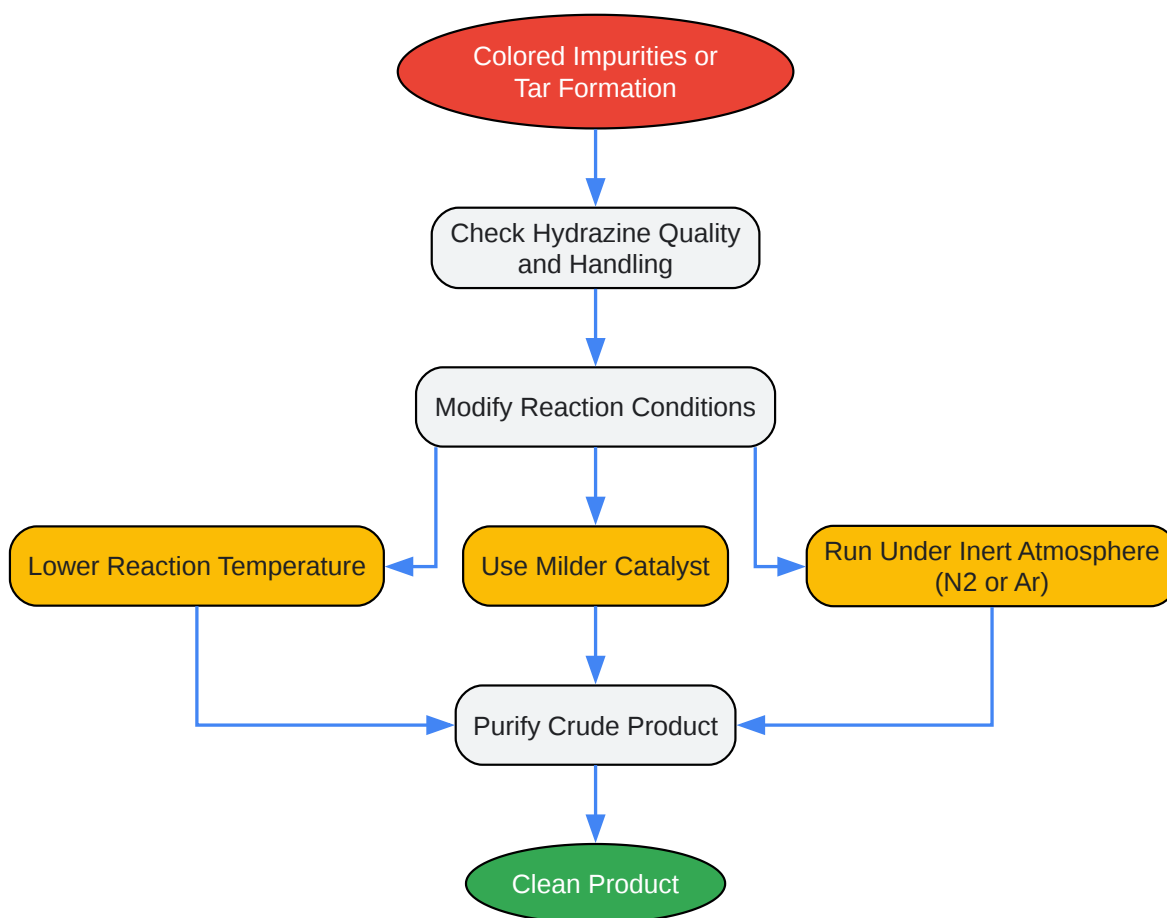 Colored Impurities or
Tar Formation
Check Hydrazine Quality
and Handling
Modify Reaction Conditions
Lower Reaction Temperature
Use Milder Catalyst
Run Under Inert Atmosphere
(N2 or Ar)
Purify Crude Product
Clean Product